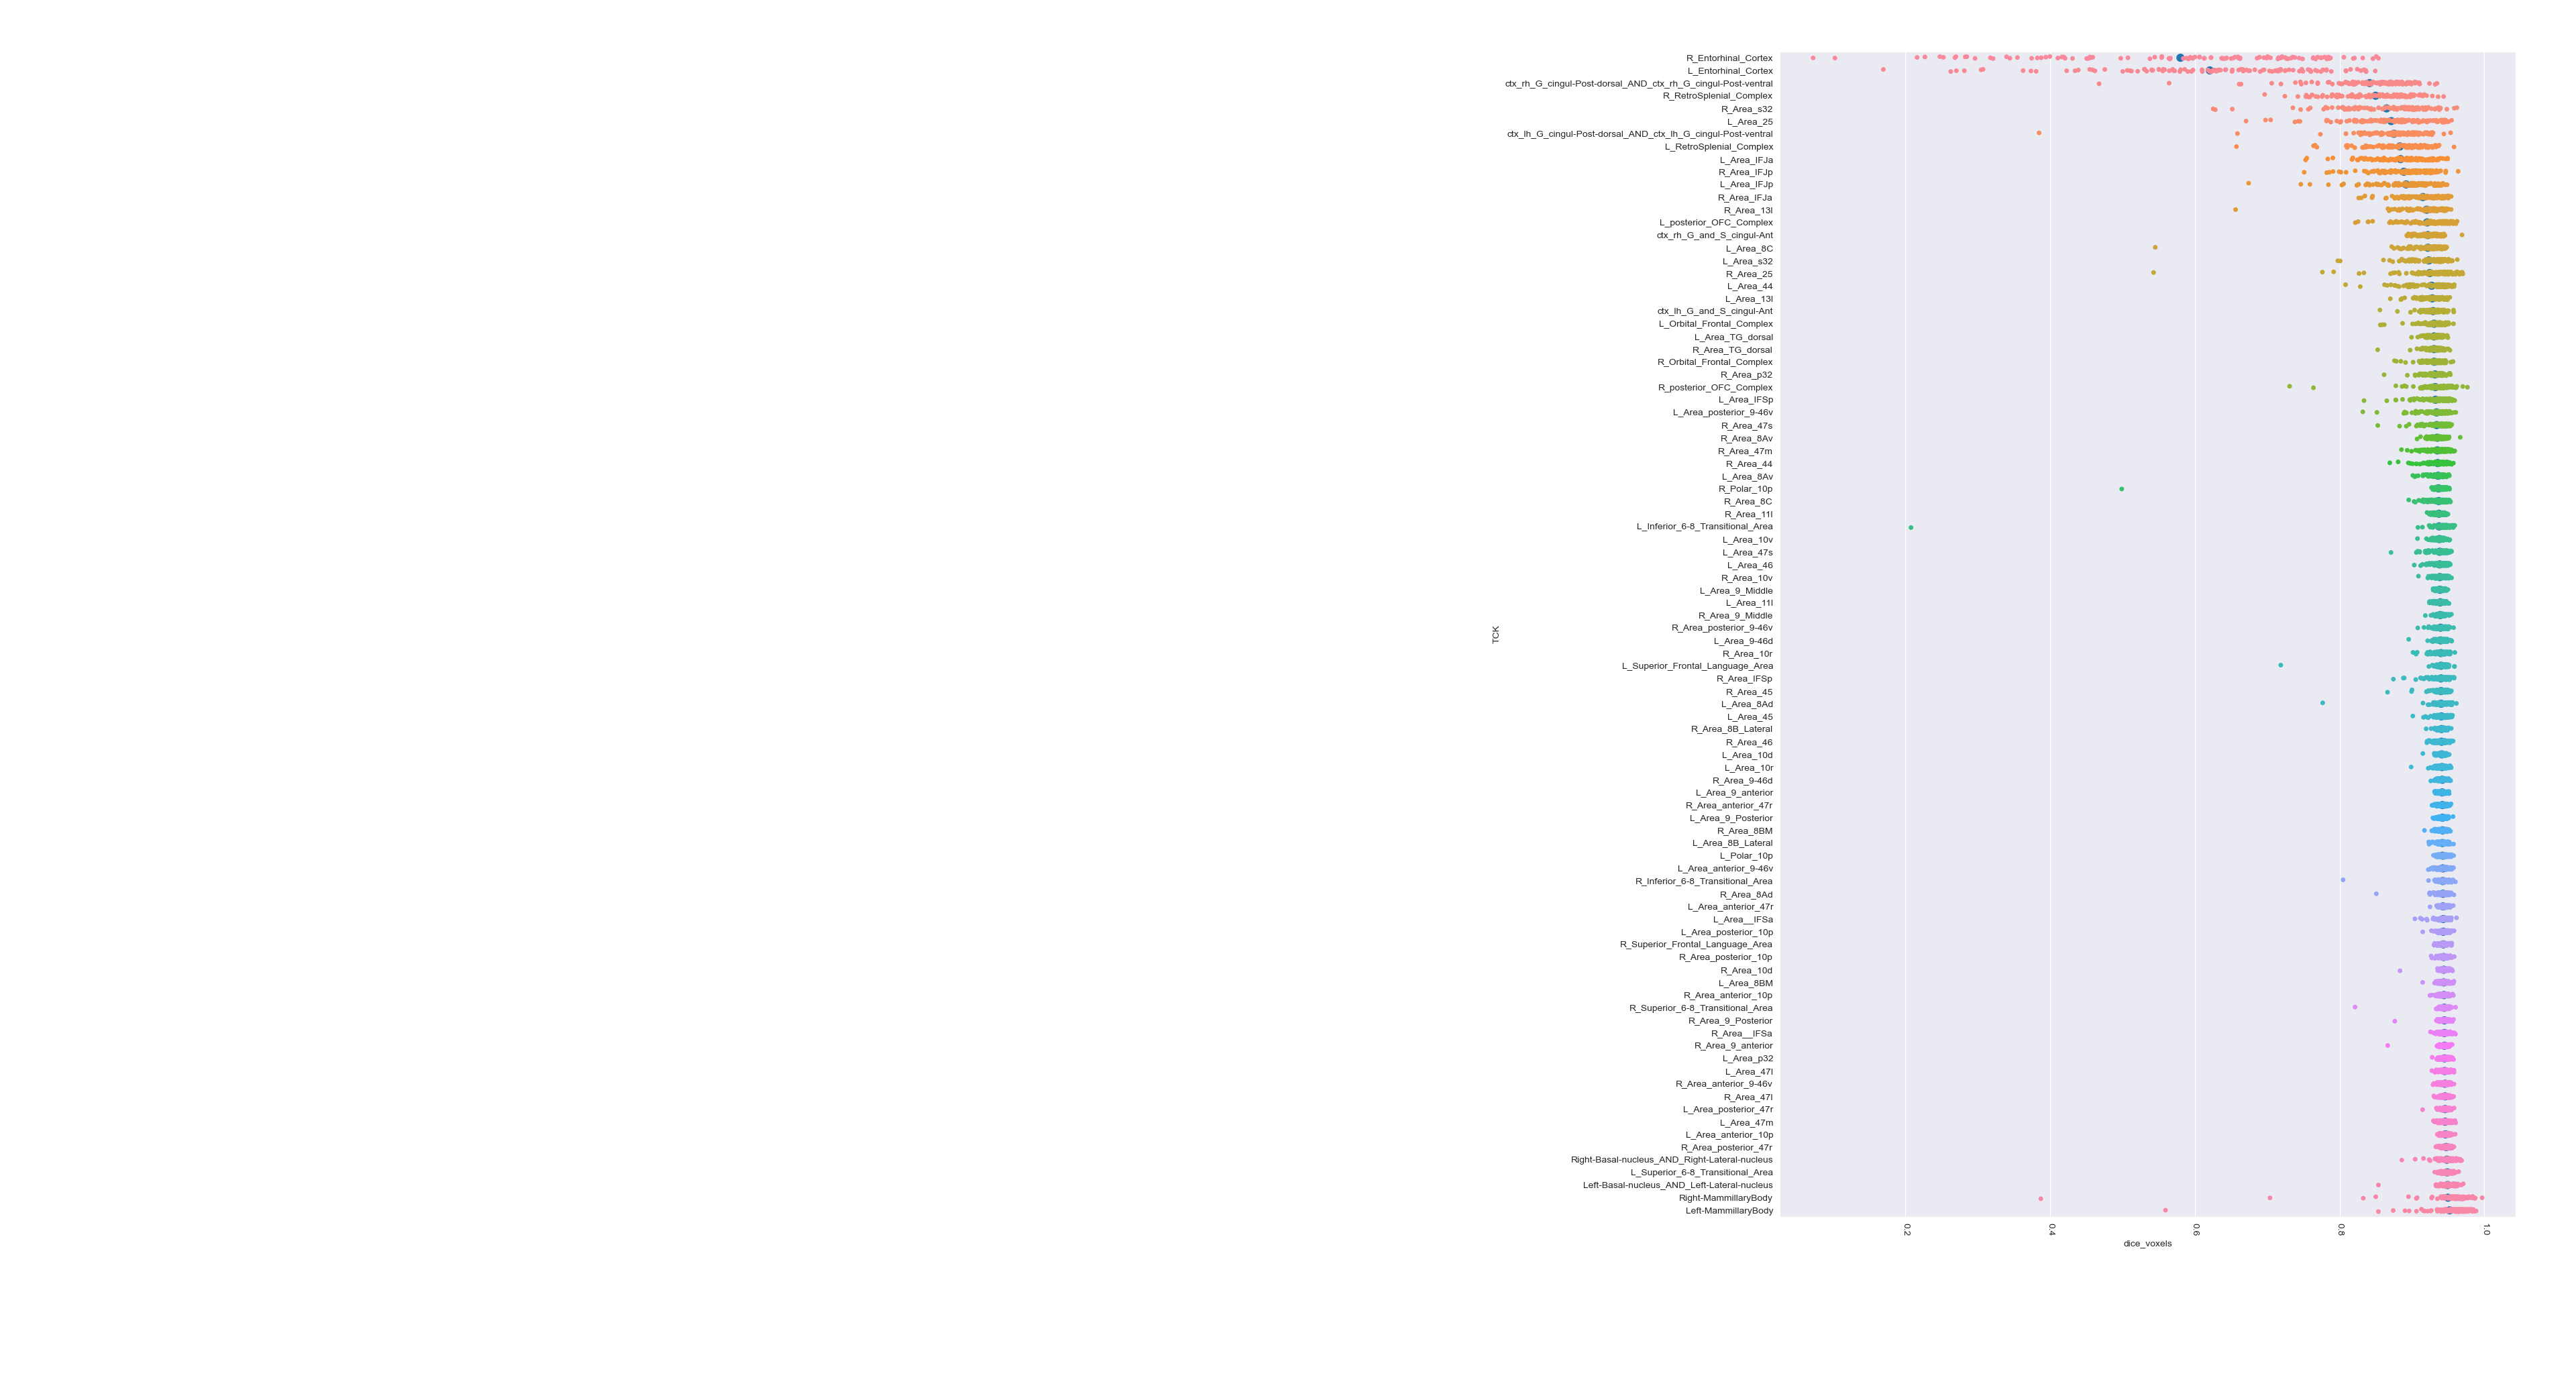 R_Entorhinal_Cortex
L_Entorhinal_Cortex
ctx_rh_G_cingul-Post-dorsal_AND_ctx_rh_G_cingul-Post-ventral
R_RetroSplenial_Complex
R_Area_s32
L_Area_25
ctx_lh_G_cingul-Post-dorsal_AND_ctx_lh_G_cingul-Post-ventral
L_RetroSplenial_Complex
L_Area_IFJa
R_Area_IFJp
L_Area_IFJp
R_Area_IFJa
R_Area_13l
L_posterior_OFC_Complex
ctx_rh_G_and_S_cingul-Ant
L_Area_8C
L_Area_s32
R_Area_25
L_Area_44
L_Area_13l
ctx_lh_G_and_S_cingul-Ant
L_Orbital_Frontal_Complex
L_Area_TG_dorsal
R_Area_TG_dorsal
R_Orbital_Frontal_Complex
R_Area_p32
R_posterior_OFC_Complex
L_Area_IFSp
L_Area_posterior_9-46v
R_Area_47s
R_Area_8Av
R_Area_47m
R_Area_44
L_Area_8Av
R_Polar_10p
R_Area_8C
R_Area_11l
L_Inferior_6-8_Transitional_Area
L_Area_10v
L_Area_47s
L_Area_46
R_Area_10v
L_Area_9_Middle
L_Area_11l
R_Area_9_Middle
R_Area_posterior_9-46v
L_Area_9-46d
R_Area_10r
L_Superior_Frontal_Language_Area
R_Area_IFSp
R_Area_45
L_Area_8Ad
L_Area_45
R_Area_8B_Lateral
R_Area_46
L_Area_10d
L_Area_10r
R_Area_9-46d
L_Area_9_anterior
R_Area_anterior_47r
L_Area_9_Posterior
R_Area_8BM
L_Area_8B_Lateral
L_Polar_10p
L_Area_anterior_9-46v
R_Inferior_6-8_Transitional_Area
R_Area_8Ad
L_Area_anterior_47r
L_Area__IFSa
L_Area_posterior_10p
R_Superior_Frontal_Language_Area
R_Area_posterior_10p
R_Area_10d
L_Area_8BM
R_Area_anterior_10p
R_Superior_6-8_Transitional_Area
R_Area_9_Posterior
R_Area__IFSa
R_Area_9_anterior
L_Area_p32
L_Area_47l
R_Area_anterior_9-46v
R_Area_47l
L_Area_posterior_47r
L_Area_47m
L_Area_anterior_10p
R_Area_posterior_47r
Right-Basal-nucleus_AND_Right-Lateral-nucleus
L_Superior_6-8_Transitional_Area
Left-Basal-nucleus_AND_Left-Lateral-nucleus
Right-MammillaryBody
Left-MammillaryBody
TCK
0.2
0.4
0.6
0.8
1.0
dice_voxels